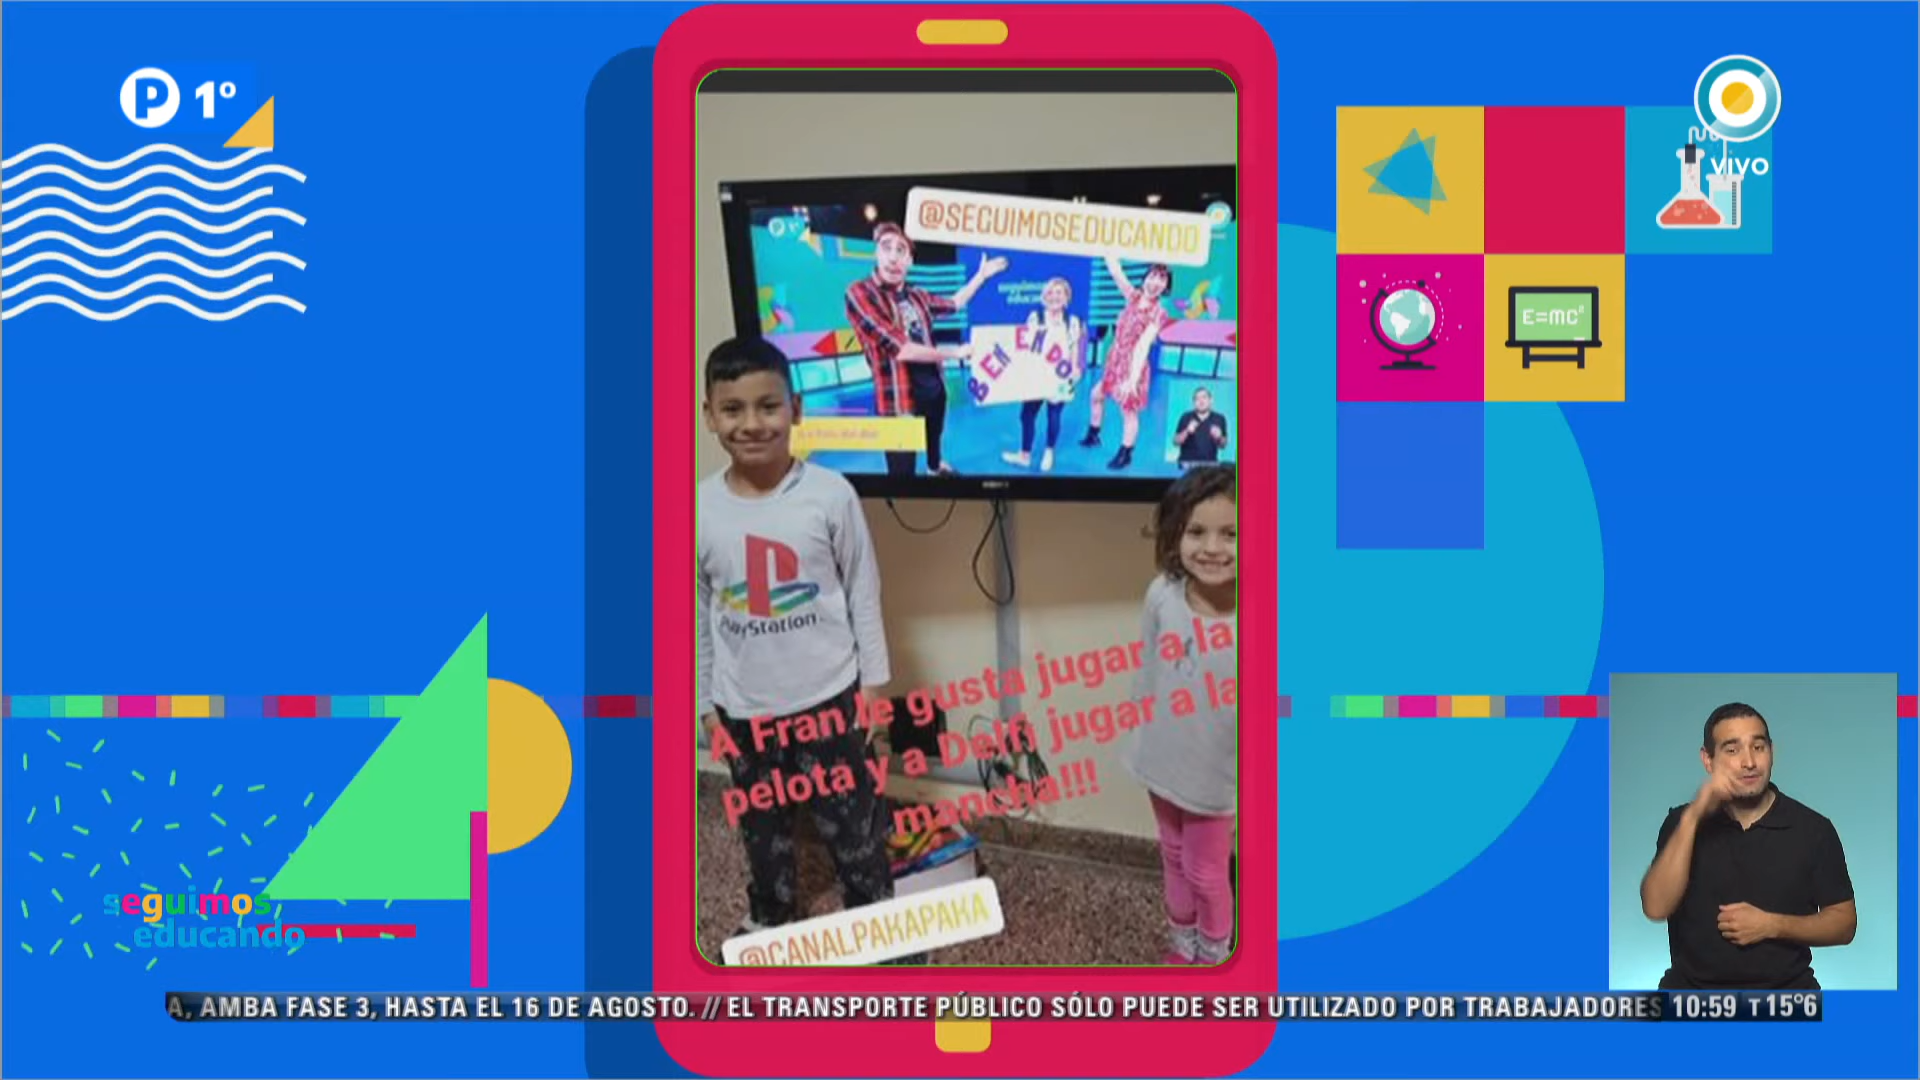 P 1º
VIVO
@SEGUIMOSEDUCANDO
E=mc²
PlayStation
A Fran le gusta jugar a la
pelota y a Delfi jugar a la
mancha!!!
@CANALPAKAPAKA
seguimos
educando
A, AMBA FASE 3, HASTA EL 16 DE AGOSTO. // EL TRANSPORTE PÚBLICO SÓLO PUEDE SER UTILIZADO POR TRABAJADORES 10:59 T 15°6